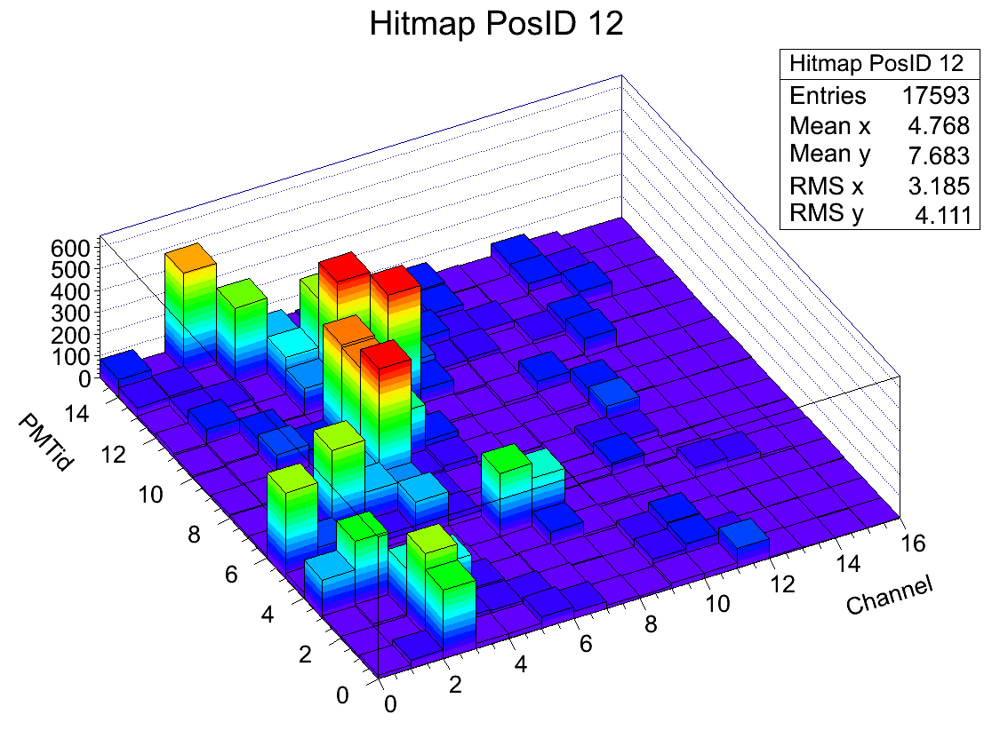 Hitmap PosID 12
Hitmap PosID 12
Entries 17593
Mean x 4.768
Mean y 7.683
RMS x 3.185
RMS y 4.111
600
500
400
300
200
100
0
PMTid
14
12
10
8
6
4
2
0
0
2
4
6
8
10
12
14
16
Channel